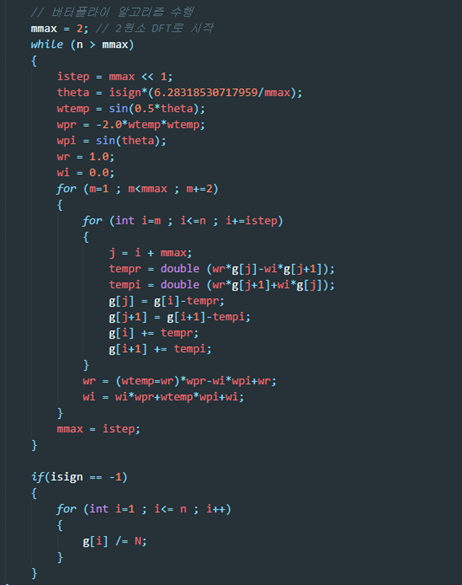 // 버터플라이 알고리즘 수행
mmax = 2; // 2원소 DFT로 시작
while (n > mmax)
{
istep = mmax << 1;
theta = isign*(6.28318530717959/mmax);
wtemp = sin(0.5*theta);
wpr = -2.0*wtemp*wtemp;
wpi = sin(theta);
wr = 1.0;
wi = 0.0;
for (m=1 ; m<mmax ; m+=2)
{
for (int i=m ; i<=n ; i+=istep)
{
j = i + mmax;
tempr = double (wr*g[j]-wi*g[j+1]);
tempi = double (wr*g[j+1]+wi*g[j]);
g[j] = g[i]-tempr;
g[j+1] = g[i+1]-tempi;
g[i] += tempr;
g[i+1] += tempi;
}
wr = (wtemp=wr)*wpr-wi*wpi+wr;
wi = wi*wpr+wtemp*wpi+wi;
}
mmax = istep;
}
if(isign == -1)
{
for (int i=1 ; i<= n ; i++)
{
g[i] /= N;
}
}